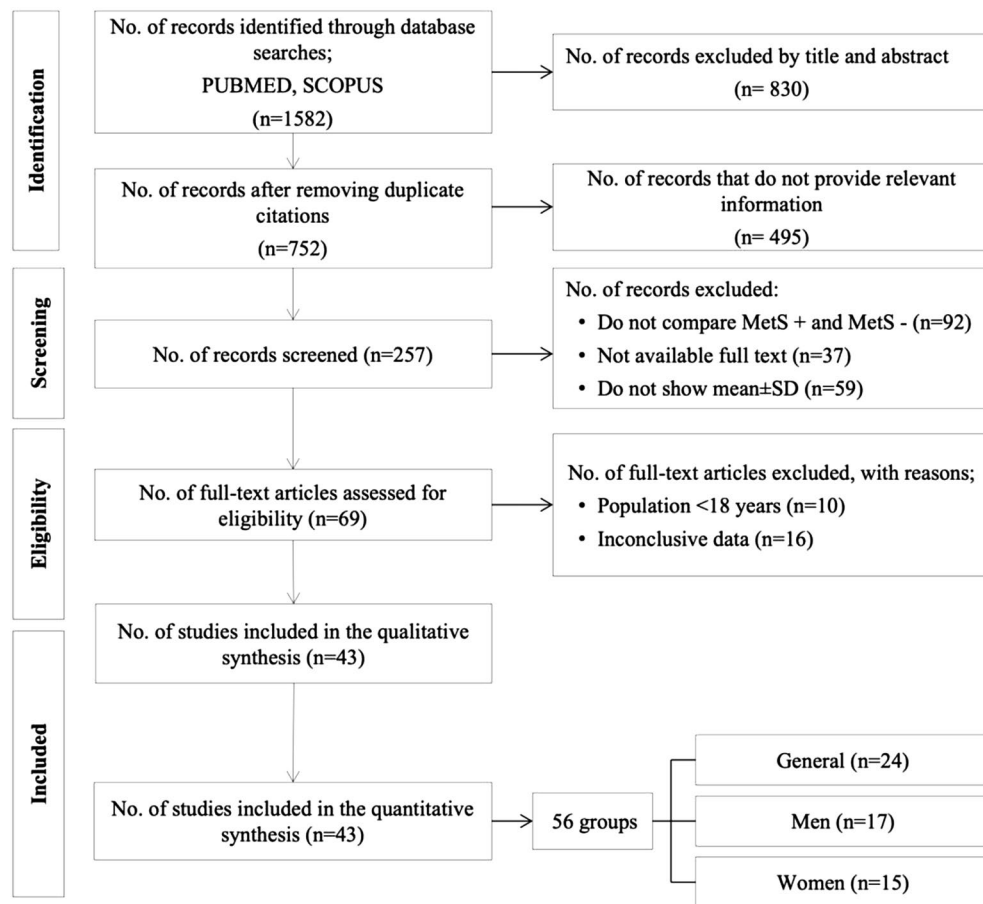 Identification
No. of records identified through database
searches;
PUBMED, SCOPUS
(n=1582)
No. of records excluded by title and abstract
(n= 830)
No. of records after removing duplicate
citations
(n=752)
No. of records that do not provide relevant
information
(n= 495)
Screening
No. of records screened (n=257)
No. of records excluded:
• Do not compare MetS + and MetS - (n=92)
• Not available full text (n=37)
• Do not show mean±SD (n=59)
Eligibility
No. of full-text articles assessed for
eligibility (n=69)
No. of full-text articles excluded, with reasons;
• Population <18 years (n=10)
• Inconclusive data (n=16)
Included
No. of studies included in the qualitative
synthesis (n=43)
No. of studies included in the quantitative
synthesis (n=43)
56 groups
General (n=24)
Men (n=17)
Women (n=15)